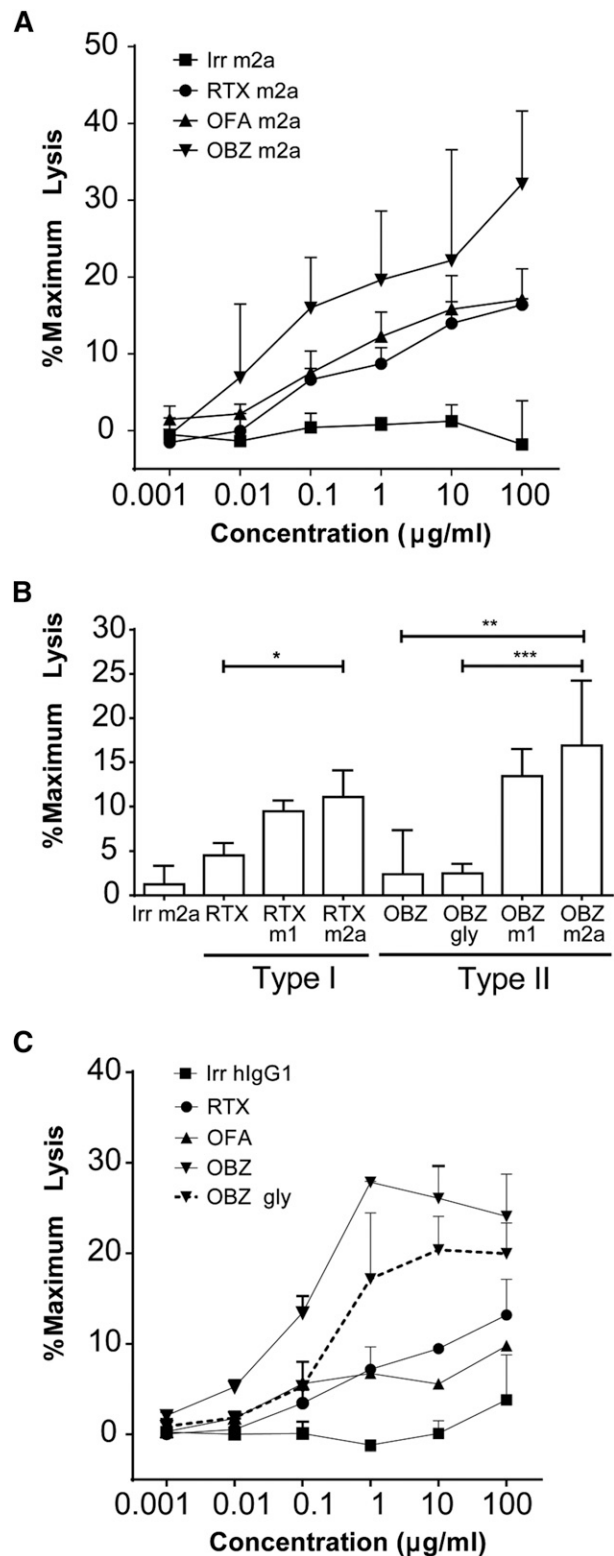 A
50
40
30
20
10
0
%Maximum Lysis
Irr m2a
RTX m2a
OFA m2a
OBZ m2a
0.001 0.01 0.1 1 10 100
Concentration (µg/ml)
B
30
25
20
15
10
5
0
%Maximum Lysis
*
**
***
Irr m2a RTX RTX m1 RTX m2a OBZ OBZ gly OBZ m1 OBZ m2a
Type I Type II
C
40
30
20
10
0
%Maximum Lysis
Irr hIgG1
RTX
OFA
OBZ
OBZ gly
0.001 0.01 0.1 1 10 100
Concentration (µg/ml)